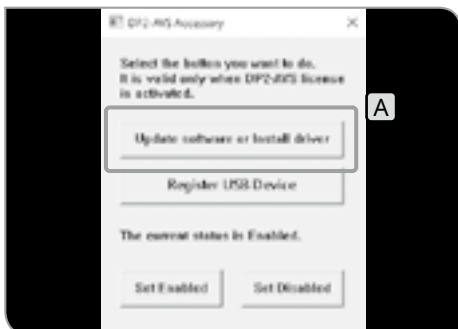 DP2-AVS Accessory
Select the button you want to do.
It is valid only when DP2-AVS license
is activated.
A
Update software or Install driver
Register USB Device
The current status is Enabled.
Set Enabled
Set Disabled